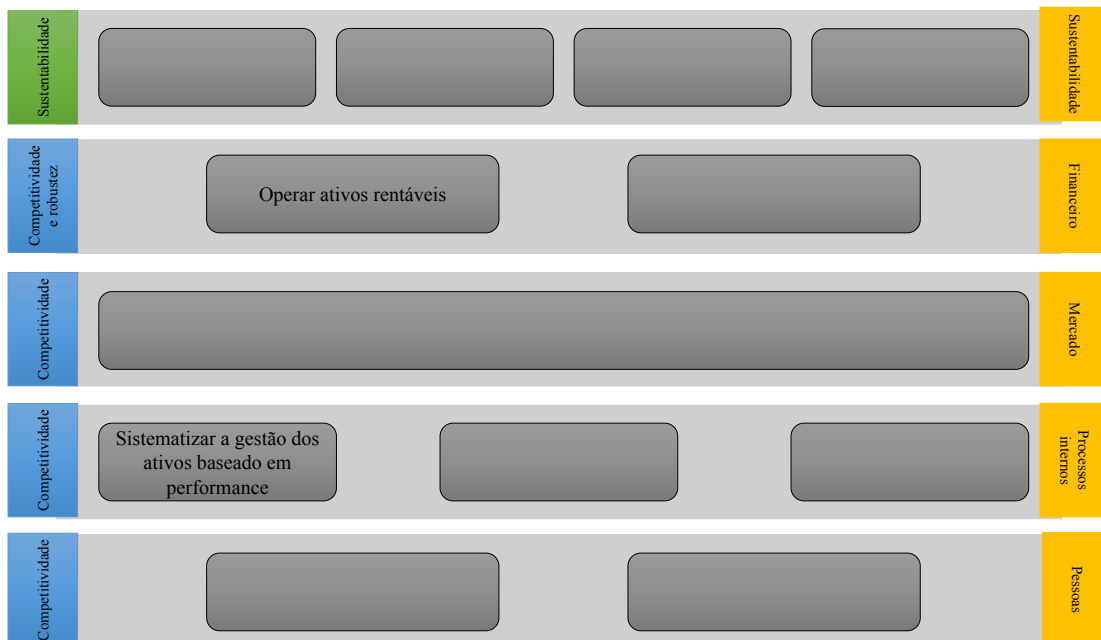 Sustentabilidade
Sustentabilidade
Competitividade
e robustez
Operar ativos rentáveis
Financeiro
Competitividade
Mercado
Competitividade
Sistematizar a gestão dos
ativos baseado em
performance
Processos
internos
Competitividade
Pessoas